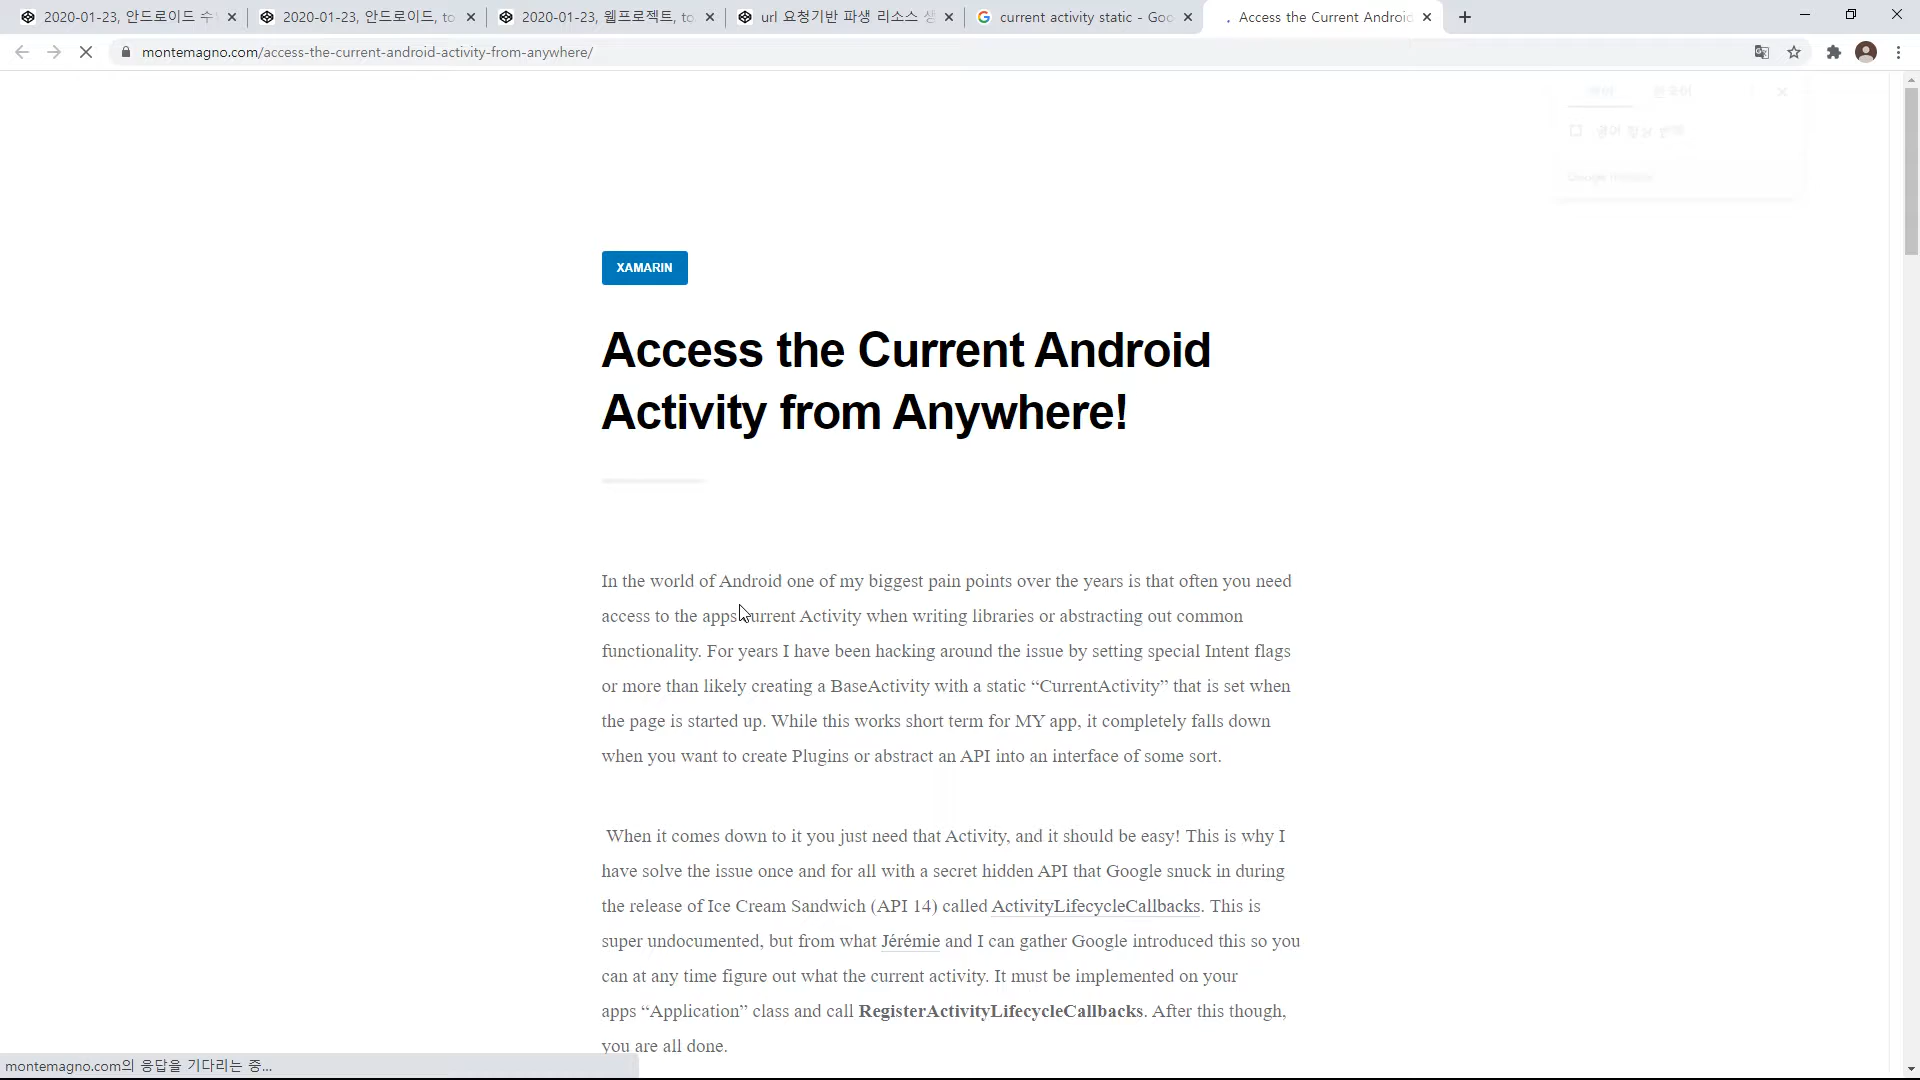 2020-01-23, 안드로이드 수
2020-01-23, 안드로이드, to
2020-01-23, 웹프로젝트, to
url 요청기반 파생 리소스 생
current activity static - Goo
Access the Current Android
montemagno.com/access-the-current-android-activity-from-anywhere/
한국어
XAMARIN
Access the Current Android
Activity from Anywhere!
In the world of Android one of my biggest pain points over the years is that often you need
access to the apps current Activity when writing libraries or abstracting out common
functionality. For years I have been hacking around the issue by setting special Intent flags
or more than likely creating a BaseActivity with a static “CurrentActivity” that is set when
the page is started up. While this works short term for MY app, it completely falls down
when you want to create Plugins or abstract an API into an interface of some sort.
When it comes down to it you just need that Activity, and it should be easy! This is why I
have solve the issue once and for all with a secret hidden API that Google snuck in during
the release of Ice Cream Sandwich (API 14) called ActivityLifecycleCallbacks. This is
super undocumented, but from what Jérémie and I can gather Google introduced this so you
can at any time figure out what the current activity. It must be implemented on your
apps “Application” class and call RegisterActivityLifecycleCallbacks. After this though,
you are all done.
montemagno.com의 응답을 기다리는 중...